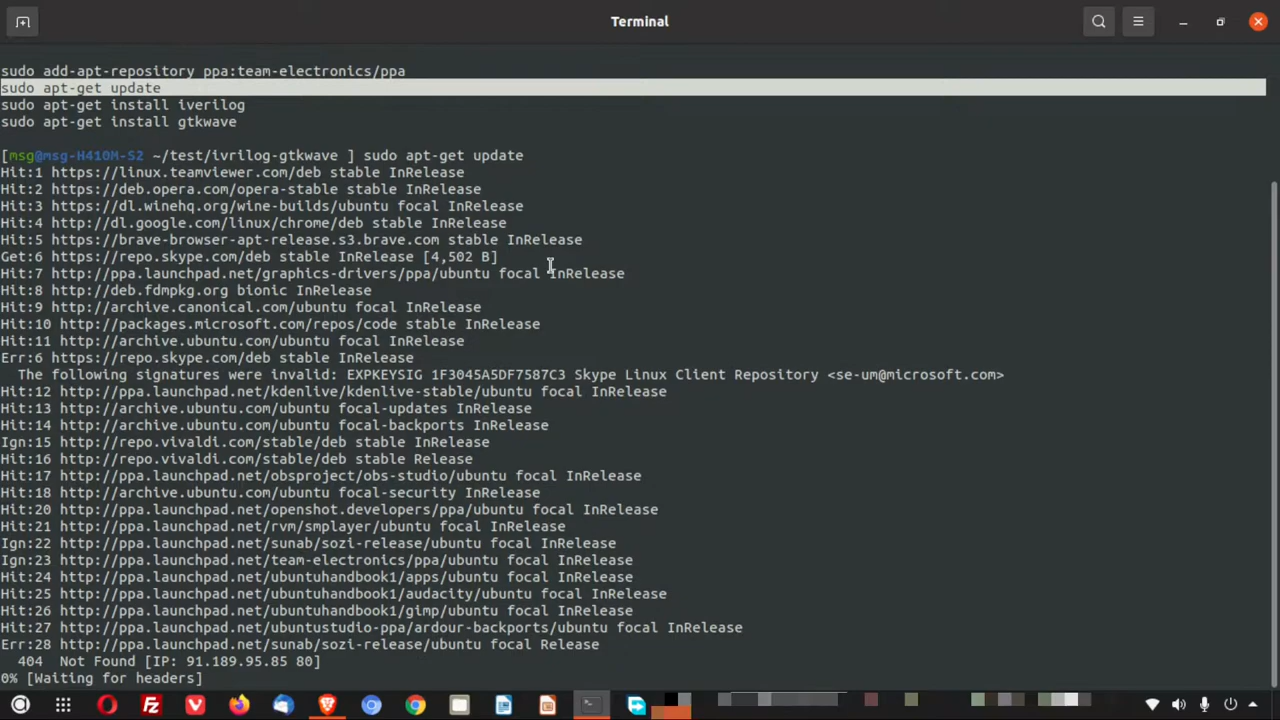 Terminal
sudo add-apt-repository ppa:team-electronics/ppa
sudo apt-get update
sudo apt-get install iverilog
sudo apt-get install gtkwave
[msg@msg-H410M-S2 ~/test/ivrilog-gtkwave ] sudo apt-get update
Hit:1 https://linux.teamviewer.com/deb stable InRelease
Hit:2 https://deb.opera.com/opera-stable stable InRelease
Hit:3 https://dl.winehq.org/wine-builds/ubuntu focal InRelease
Hit:4 http://dl.google.com/linux/chrome/deb stable InRelease
Hit:5 https://brave-browser-apt-release.s3.brave.com stable InRelease
Get:6 https://repo.skype.com/deb stable InRelease [4,502 B]
Hit:7 http://ppa.launchpad.net/graphics-drivers/ppa/ubuntu focal InRelease
Hit:8 http://deb.fdmpkg.org bionic InRelease
Hit:9 http://archive.canonical.com/ubuntu focal InRelease
Hit:10 http://packages.microsoft.com/repos/code stable InRelease
Hit:11 http://archive.ubuntu.com/ubuntu focal InRelease
Err:6 https://repo.skype.com/deb stable InRelease
The following signatures were invalid: EXPKEYSIG 1F3045A5DF7587C3 Skype Linux Client Repository <se-um@microsoft.com>
Hit:12 http://ppa.launchpad.net/kdenlive/kdenlive-stable/ubuntu focal InRelease
Hit:13 http://archive.ubuntu.com/ubuntu focal-updates InRelease
Hit:14 http://archive.ubuntu.com/ubuntu focal-backports InRelease
Ign:15 http://repo.vivaldi.com/stable/deb stable InRelease
Hit:16 http://repo.vivaldi.com/stable/deb stable Release
Hit:17 http://ppa.launchpad.net/obsproject/obs-studio/ubuntu focal InRelease
Hit:18 http://archive.ubuntu.com/ubuntu focal-security InRelease
Hit:20 http://ppa.launchpad.net/openshot.developers/ppa/ubuntu focal InRelease
Hit:21 http://ppa.launchpad.net/rvm/smplayer/ubuntu focal InRelease
Ign:22 http://ppa.launchpad.net/sunab/sozi-release/ubuntu focal InRelease
Ign:23 http://ppa.launchpad.net/team-electronics/ppa/ubuntu focal InRelease
Hit:24 http://ppa.launchpad.net/ubuntuhandbook1/apps/ubuntu focal InRelease
Hit:25 http://ppa.launchpad.net/ubuntuhandbook1/audacity/ubuntu focal InRelease
Hit:26 http://ppa.launchpad.net/ubuntuhandbook1/gimp/ubuntu focal InRelease
Hit:27 http://ppa.launchpad.net/ubuntustudio-ppa/ardour-backports/ubuntu focal InRelease
Err:28 http://ppa.launchpad.net/sunab/sozi-release/ubuntu focal Release
404 Not Found [IP: 91.189.95.85 80]
0% [Waiting for headers]